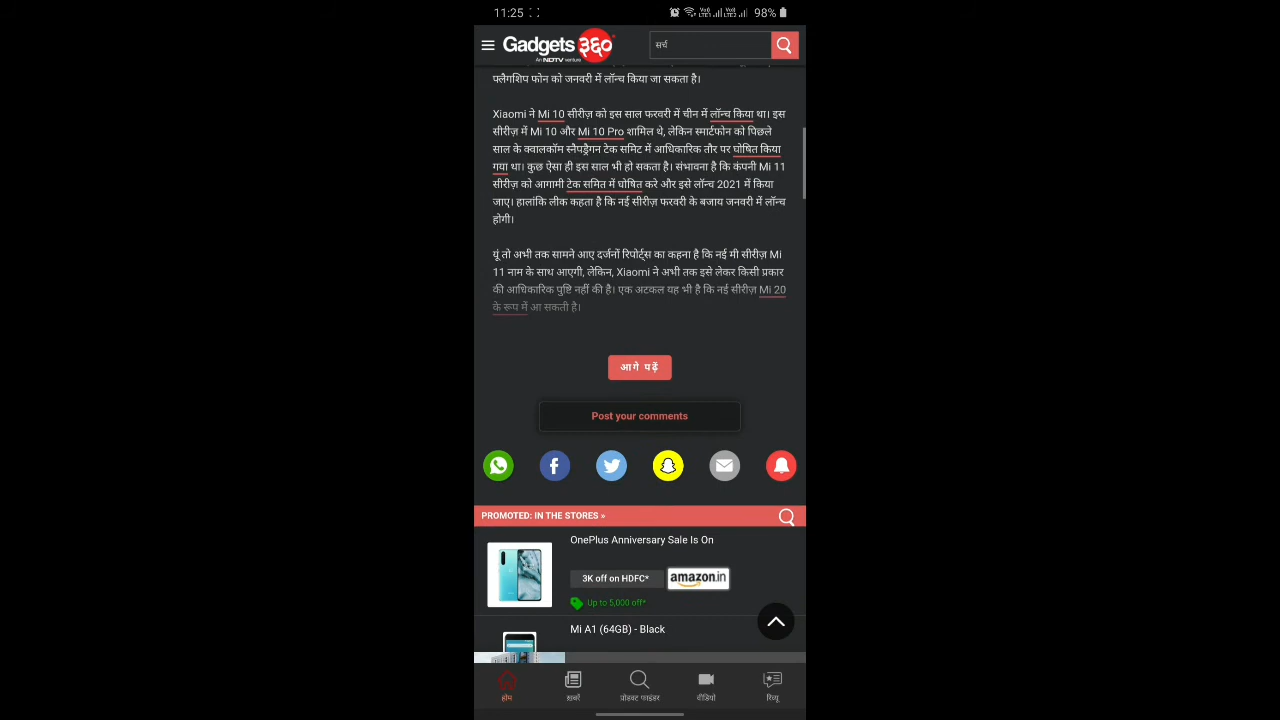 11:25
98%
Gadgets ३६०
An NDTV venture
सर्च
फ्लैगशिप फोन को जनवरी में लॉन्च किया जा सकता है।
Xiaomi ने Mi 10 सीरीज़ को इस साल फरवरी में चीन में लॉन्च किया था। इस
सीरीज़ में Mi 10 और Mi 10 Pro शामिल थे, लेकिन स्मार्टफोन को पिछले
साल के क्वालकॉम स्नैपड्रैगन टेक समिट में आधिकारिक तौर पर घोषित किया
गया था। कुछ ऐसा ही इस साल भी हो सकता है। संभावना है कि कंपनी Mi 11
सीरीज़ को आगामी टेक समिट में घोषित करे और इसे लॉन्च 2021 में किया
जाए। हालांकि लीक कहता है कि नई सीरीज़ फरवरी के बजाय जनवरी में लॉन्च
होगी।
यूं तो अभी तक सामने आए दर्जनों रिपोर्ट्स का कहना है कि नई मी सीरीज़ Mi
11 नाम के साथ आएगी, लेकिन, Xiaomi ने अभी तक इसे लेकर किसी प्रकार
की आधिकारिक पुष्टि नहीं की है। एक अटकल यह भी है कि नई सीरीज़ Mi 20
के रूप में आ सकती है।
आगे पढ़ें
Post your comments
PROMOTED: IN THE STORES »
OnePlus Anniversary Sale Is On
3K off on HDFC* amazon.in
Up to 5,000 off*
Mi A1 (64GB) - Black
होम ख़बरें प्रोडक्ट फाइंडर वीडियो रिव्यू